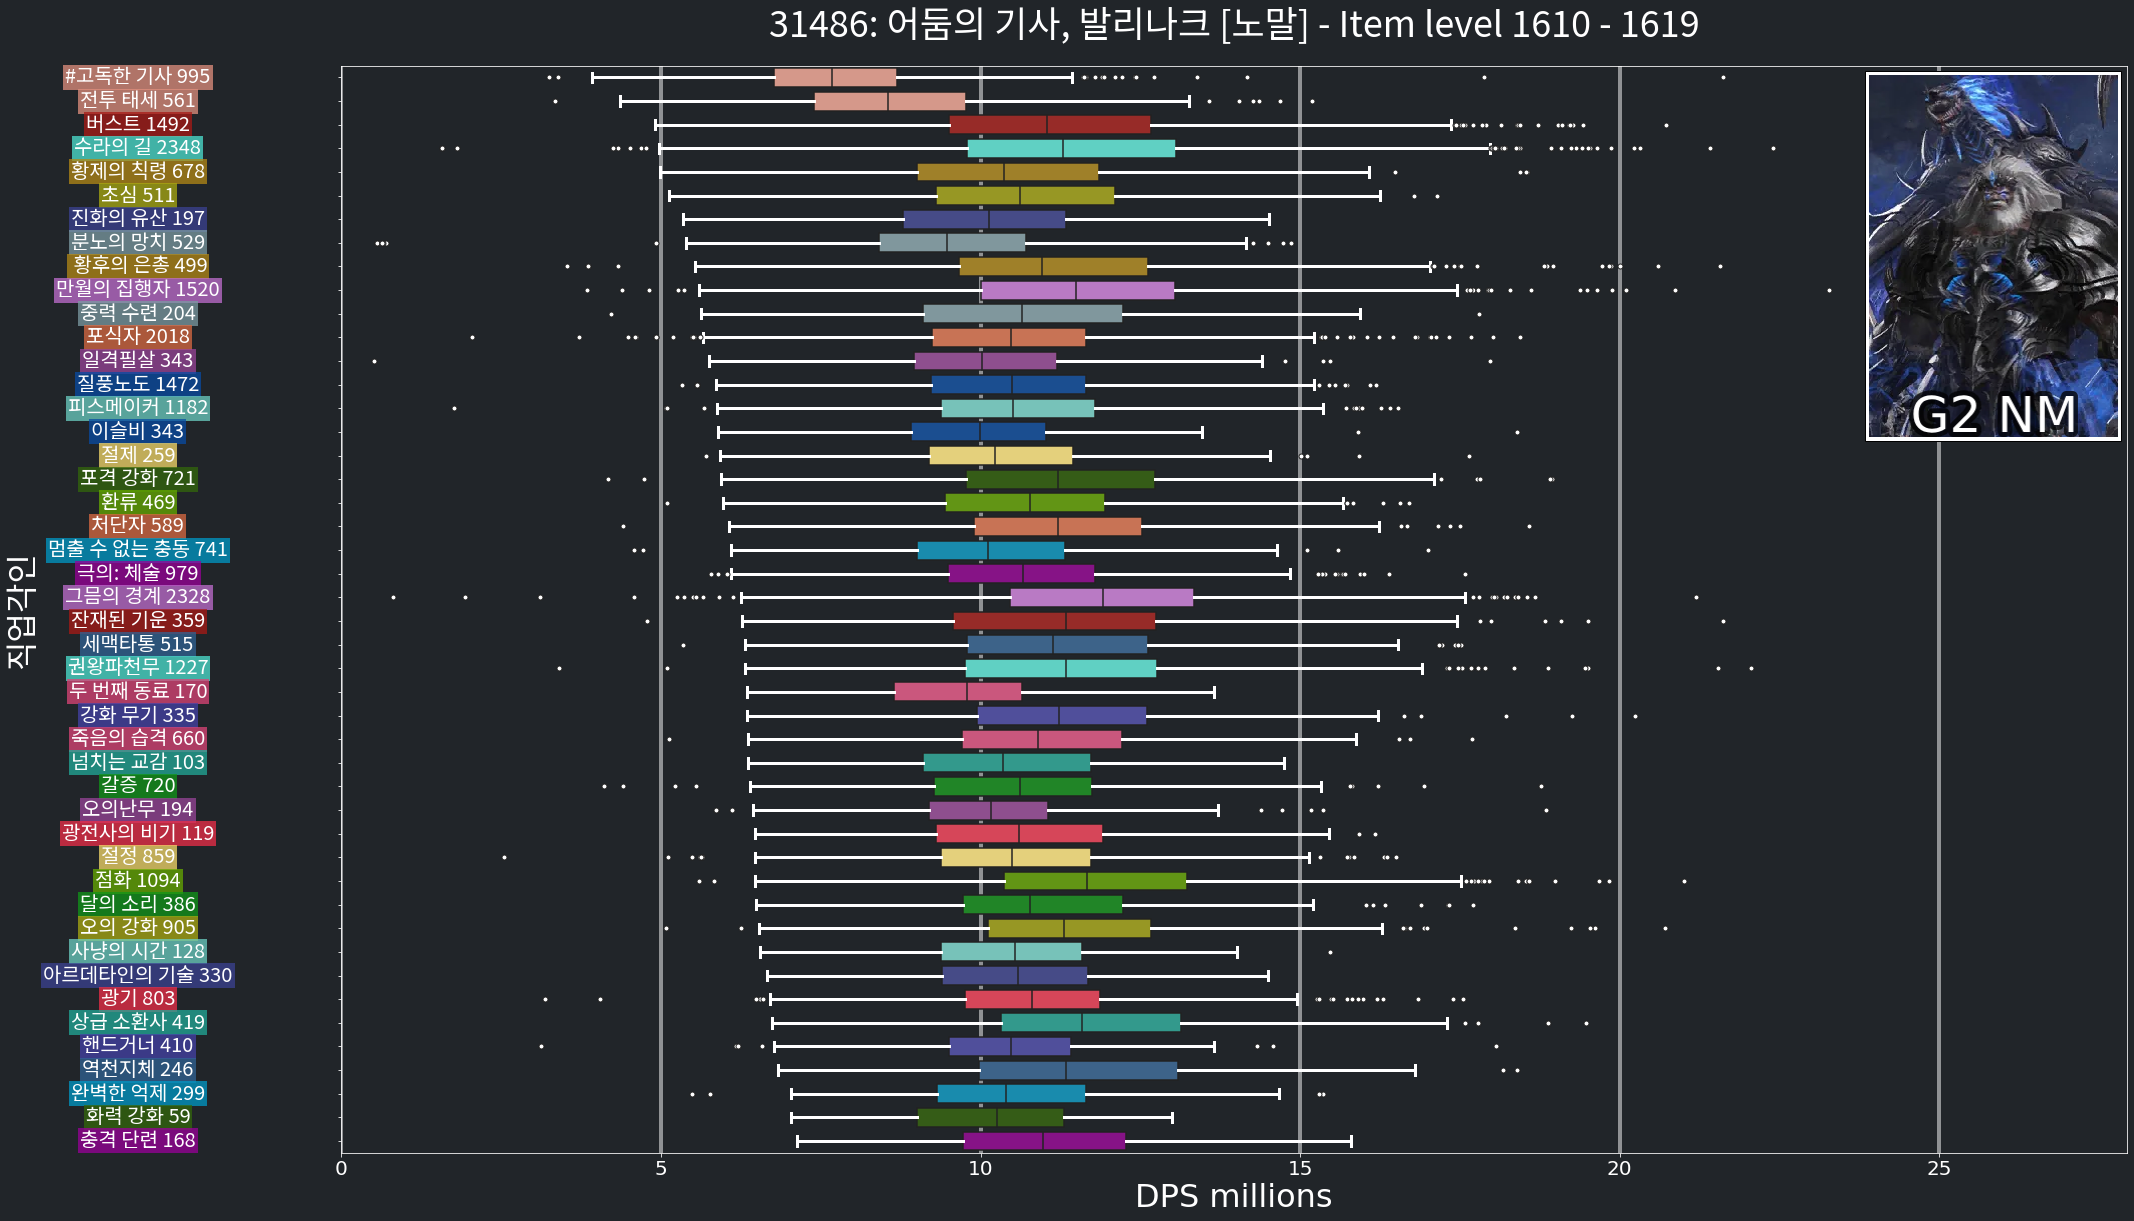 31486: 어둠의 기사, 발리나크 [노말] - Item level 1610 - 1619
#고독한 기사 995
전투 태세 561
버스트 1492
수라의 길 2348
황제의 칙령 678
초심 511
진화의 유산 197
분노의 망치 529
황후의 은총 499
만월의 집행자 1520
중력 수련 204
포식자 2018
일격필살 343
질풍노도 1472
피스메이커 1182
이슬비 343
절제 259
포격 강화 721
환류 469
처단자 589
멈출 수 없는 충동 741
극의: 체술 979
그믐의 경계 2328
잔재된 기운 359
세맥타통 515
권왕파천무 1227
두 번째 동료 170
강화 무기 335
죽음의 습격 660
넘치는 교감 103
갈증 720
오의난무 194
광전사의 비기 119
절정 859
점화 1094
달의 소리 386
오의 강화 905
사냥의 시간 128
아르데타인의 기술 330
광기 803
상급 소환사 419
핸드거너 410
역천지체 246
완벽한 억제 299
화력 강화 59
충격 단련 168
직업각인
G2 NM
0 5 10 15 20 25
DPS millions